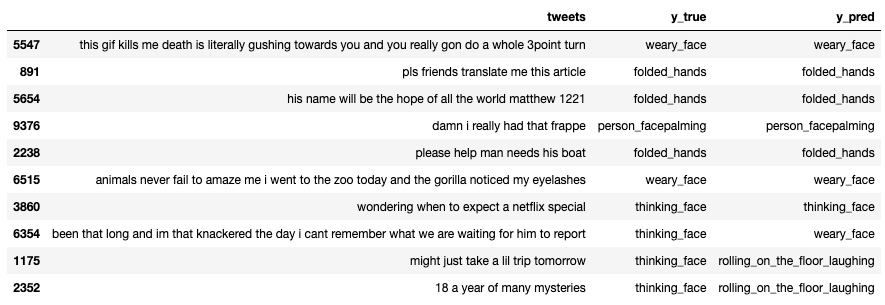 tweets y_true y_pred
5547 this gif kills me death is literally gushing towards you and you really gon do a whole 3point turn weary_face weary_face
891 pls friends translate me this article folded_hands folded_hands
5654 his name will be the hope of all the world matthew 1221 folded_hands folded_hands
9376 damn i really had that frappe person_facepalming person_facepalming
2238 please help man needs his boat folded_hands folded_hands
6515 animals never fail to amaze me i went to the zoo today and the gorilla noticed my eyelashes weary_face weary_face
3860 wondering when to expect a netflix special thinking_face thinking_face
6354 been that long and im that knackered the day i cant remember what we are waiting for him to report thinking_face weary_face
1175 might just take a lil trip tomorrow thinking_face rolling_on_the_floor_laughing
2352 18 a year of many mysteries thinking_face rolling_on_the_floor_laughing